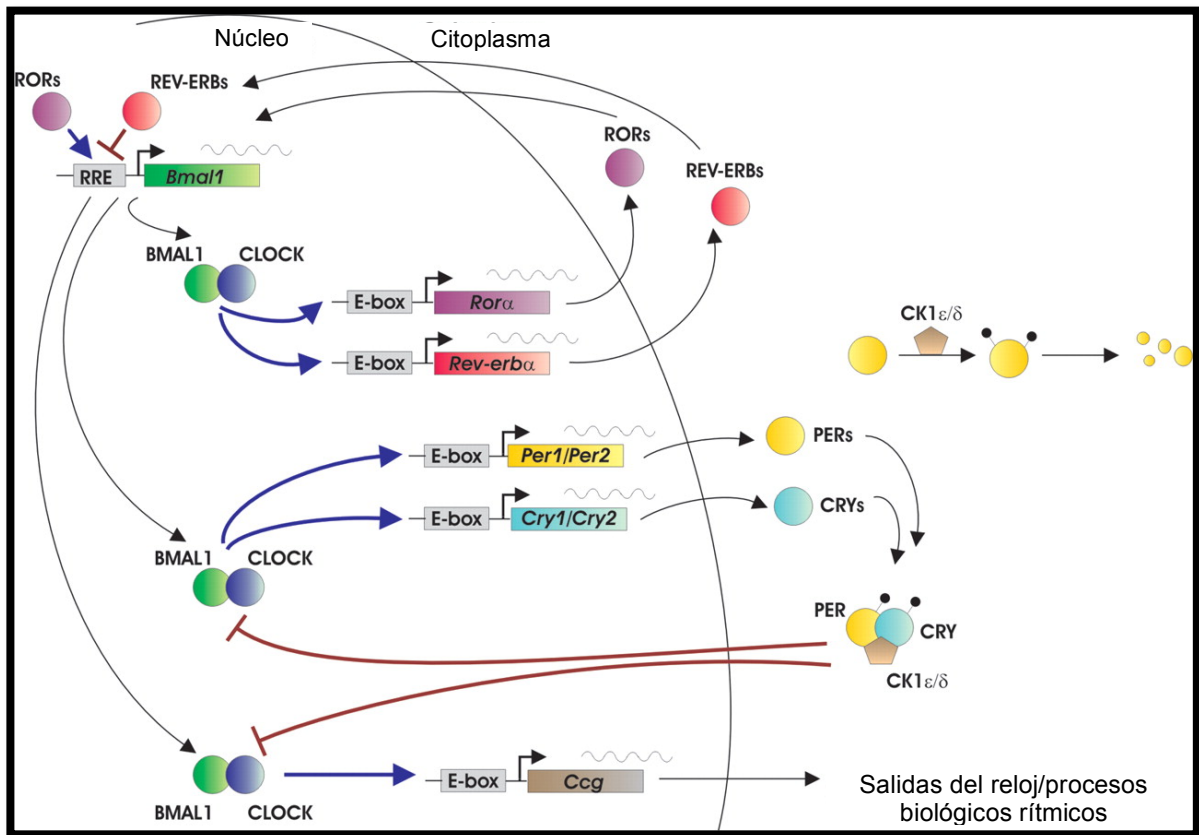 Núcleo
Citoplasma
RORs
REV-ERBs
RRE
Bmal1
RORs
REV-ERBs
BMAL1
CLOCK
E-box
Rorα
E-box
Rev-erbα
CK1ε/δ
E-box
Per1/Per2
PERs
E-box
Cry1/Cry2
CRYs
BMAL1
CLOCK
PER
CRY
CK1ε/δ
E-box
Ccg
BMAL1
CLOCK
Salidas del reloj/procesos
biológicos rítmicos